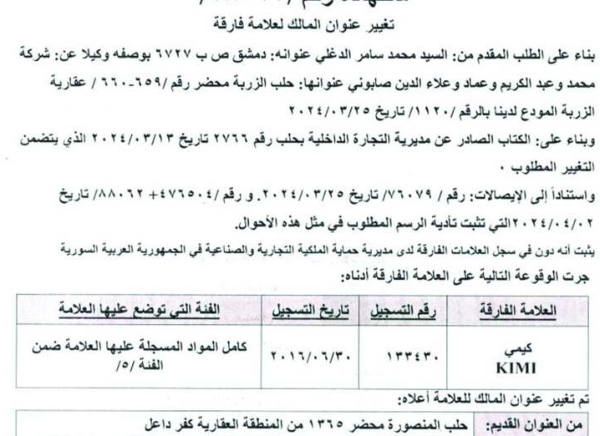 تغيير عنوان المالك لعلامة فارقة
بناء على الطلب المقدم من: السيد محمد سامر الدغلي عنوانه: دمشق ص ب ٦٧٢٧ بوصفه وكيلا عن: شركة
محمد وعبد الكريم وعماد وعلاء الدين صابوني عنوانها: حلب الزربة محضر رقم /٦٥٩-٦٦٠ / عقارية
الزربة المودع لدينا بالرقم /١١٢٠/ تاريخ ٢٠٢٤/٠٣/٢٥
وبناء على: الكتاب الصادر عن مديرية التجارة الداخلية بحلب رقم ٢٧٦٦ تاريخ ٢٠٢٤/٠٣/١٣ الذي يتضمن
التغيير المطلوب ٠
واستناداً إلى الإيصالات: رقم / ٧٦٠٧٩/ تاريخ ٢٠٢٤/٠٣/٢٥. و رقم /٤٧٦٥٠٤+ ٨٨٠٦٢/ تاريخ
٢٠٢٤/٠٤/٠٢التي تثبت تأدية الرسم المطلوب في مثل هذه الأحوال.
يثبت أنه دون في سجل العلامات الفارقة لدى مديرية حماية الملكية التجارية والصناعية في الجمهورية العربية السورية
جرت الوقوعة التالية على العلامة الفارقة أدناه:
العلامة الفارقة رقم التسجيل تاريخ التسجيل الفئة التي توضع عليها العلامة
كيمي ١٣٣٤٣٠ ٢٠١٦/٠٦/٣٠ كامل المواد المسجلة عليها العلامة ضمن
KIMI الفئة /٥/
تم تغيير عنوان المالك للعلامة أعلاه:
من العنوان القديم: حلب المنصورة محضر ١٣٦٥ من المنطقة العقارية كفر داعل